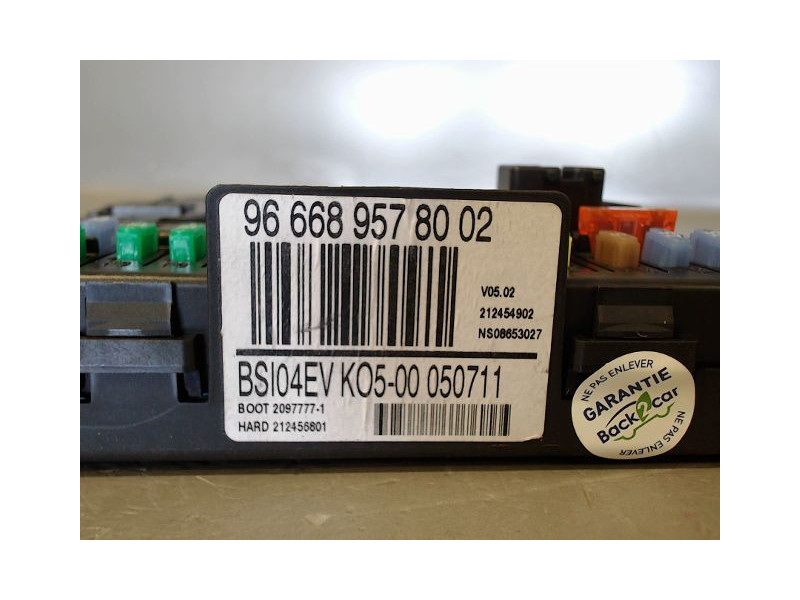 96 668 957 80 02
V05.02
212454902
NS08653027
BSI04EV KO5-00 050711
BOOT 2097777-1
HARD 212456801
NE PAS ENLEVER
GARANTIE
Back2car
NE PAS ENLEVER